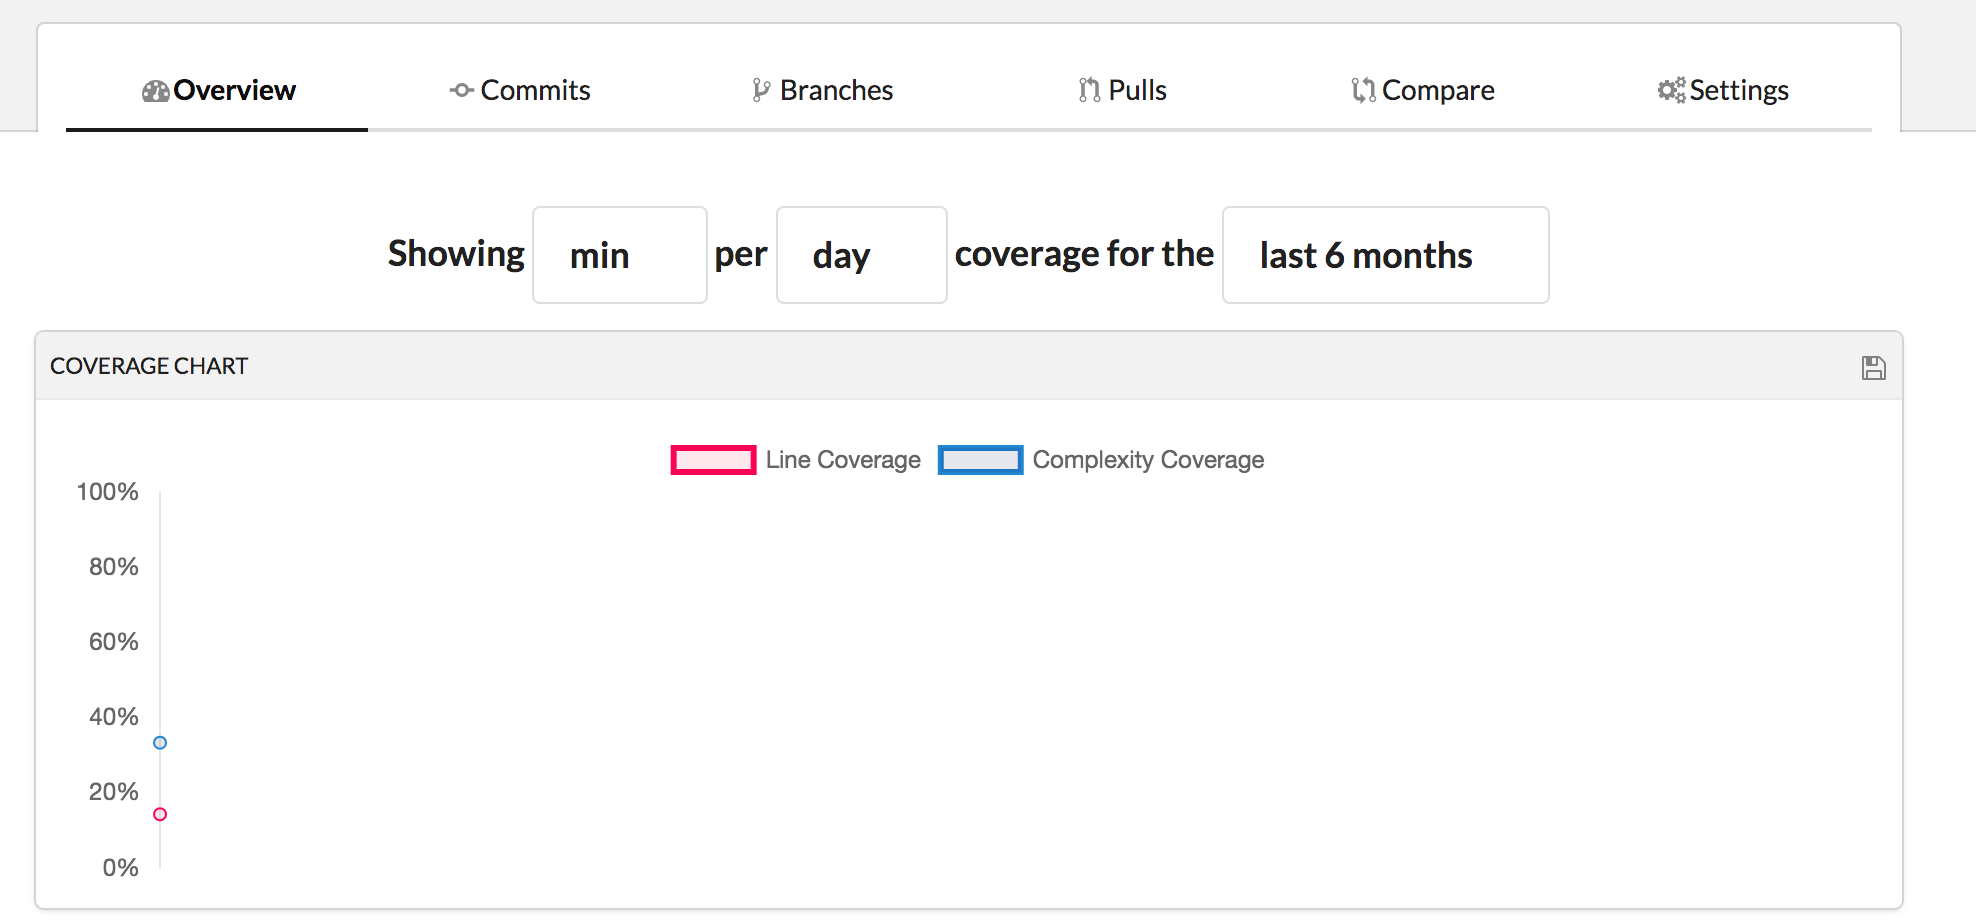 Overview Commits Branches Pulls Compare Settings
Showing min per day coverage for the last 6 months
COVERAGE CHART
Line Coverage Complexity Coverage
100%
80%
60%
40%
20%
0%